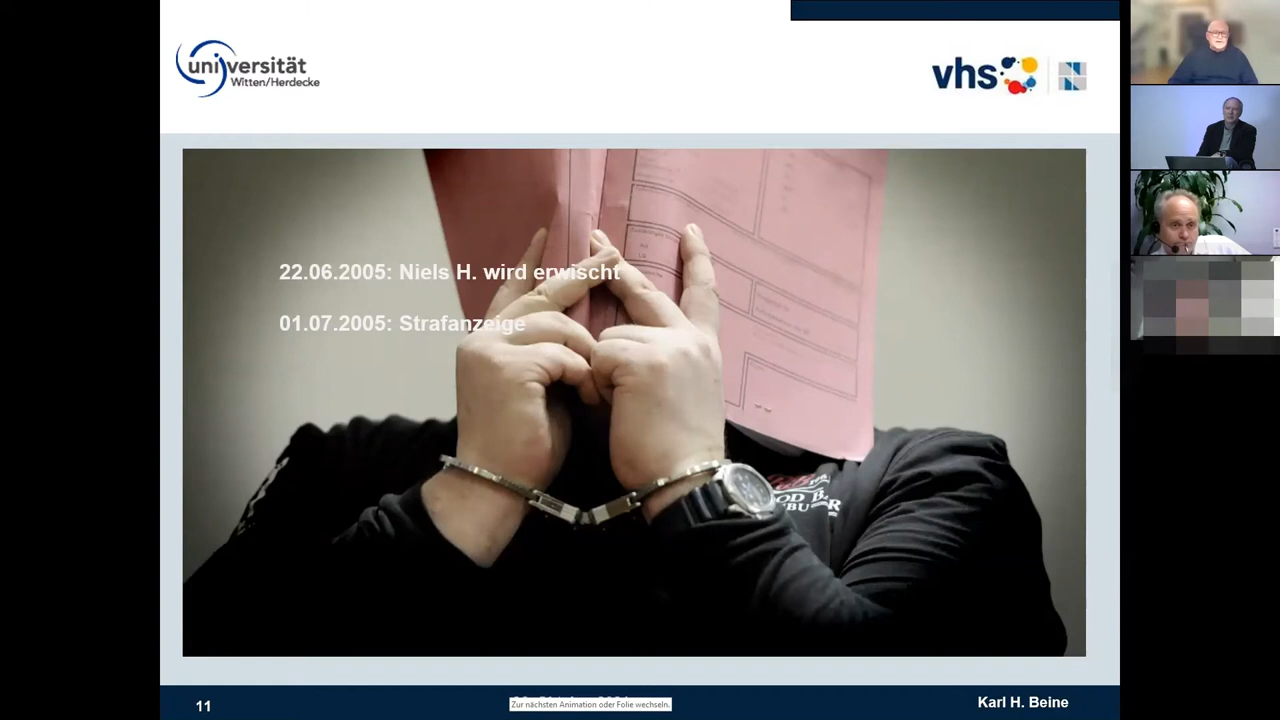 universität
Witten/Herdecke
vhs
22.06.2005: Niels H. wird erwischt
01.07.2005: Strafanzeige
11
Zur nächsten Animation oder Folie wechseln.
Karl H. Beine